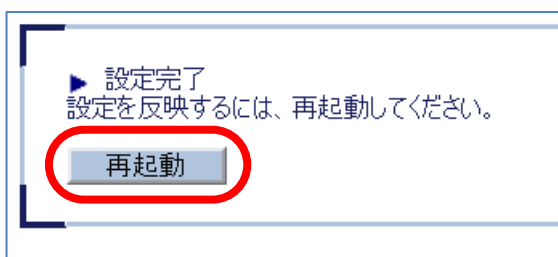 ▶ 設定完了
設定を反映するには、再起動してください。
再起動